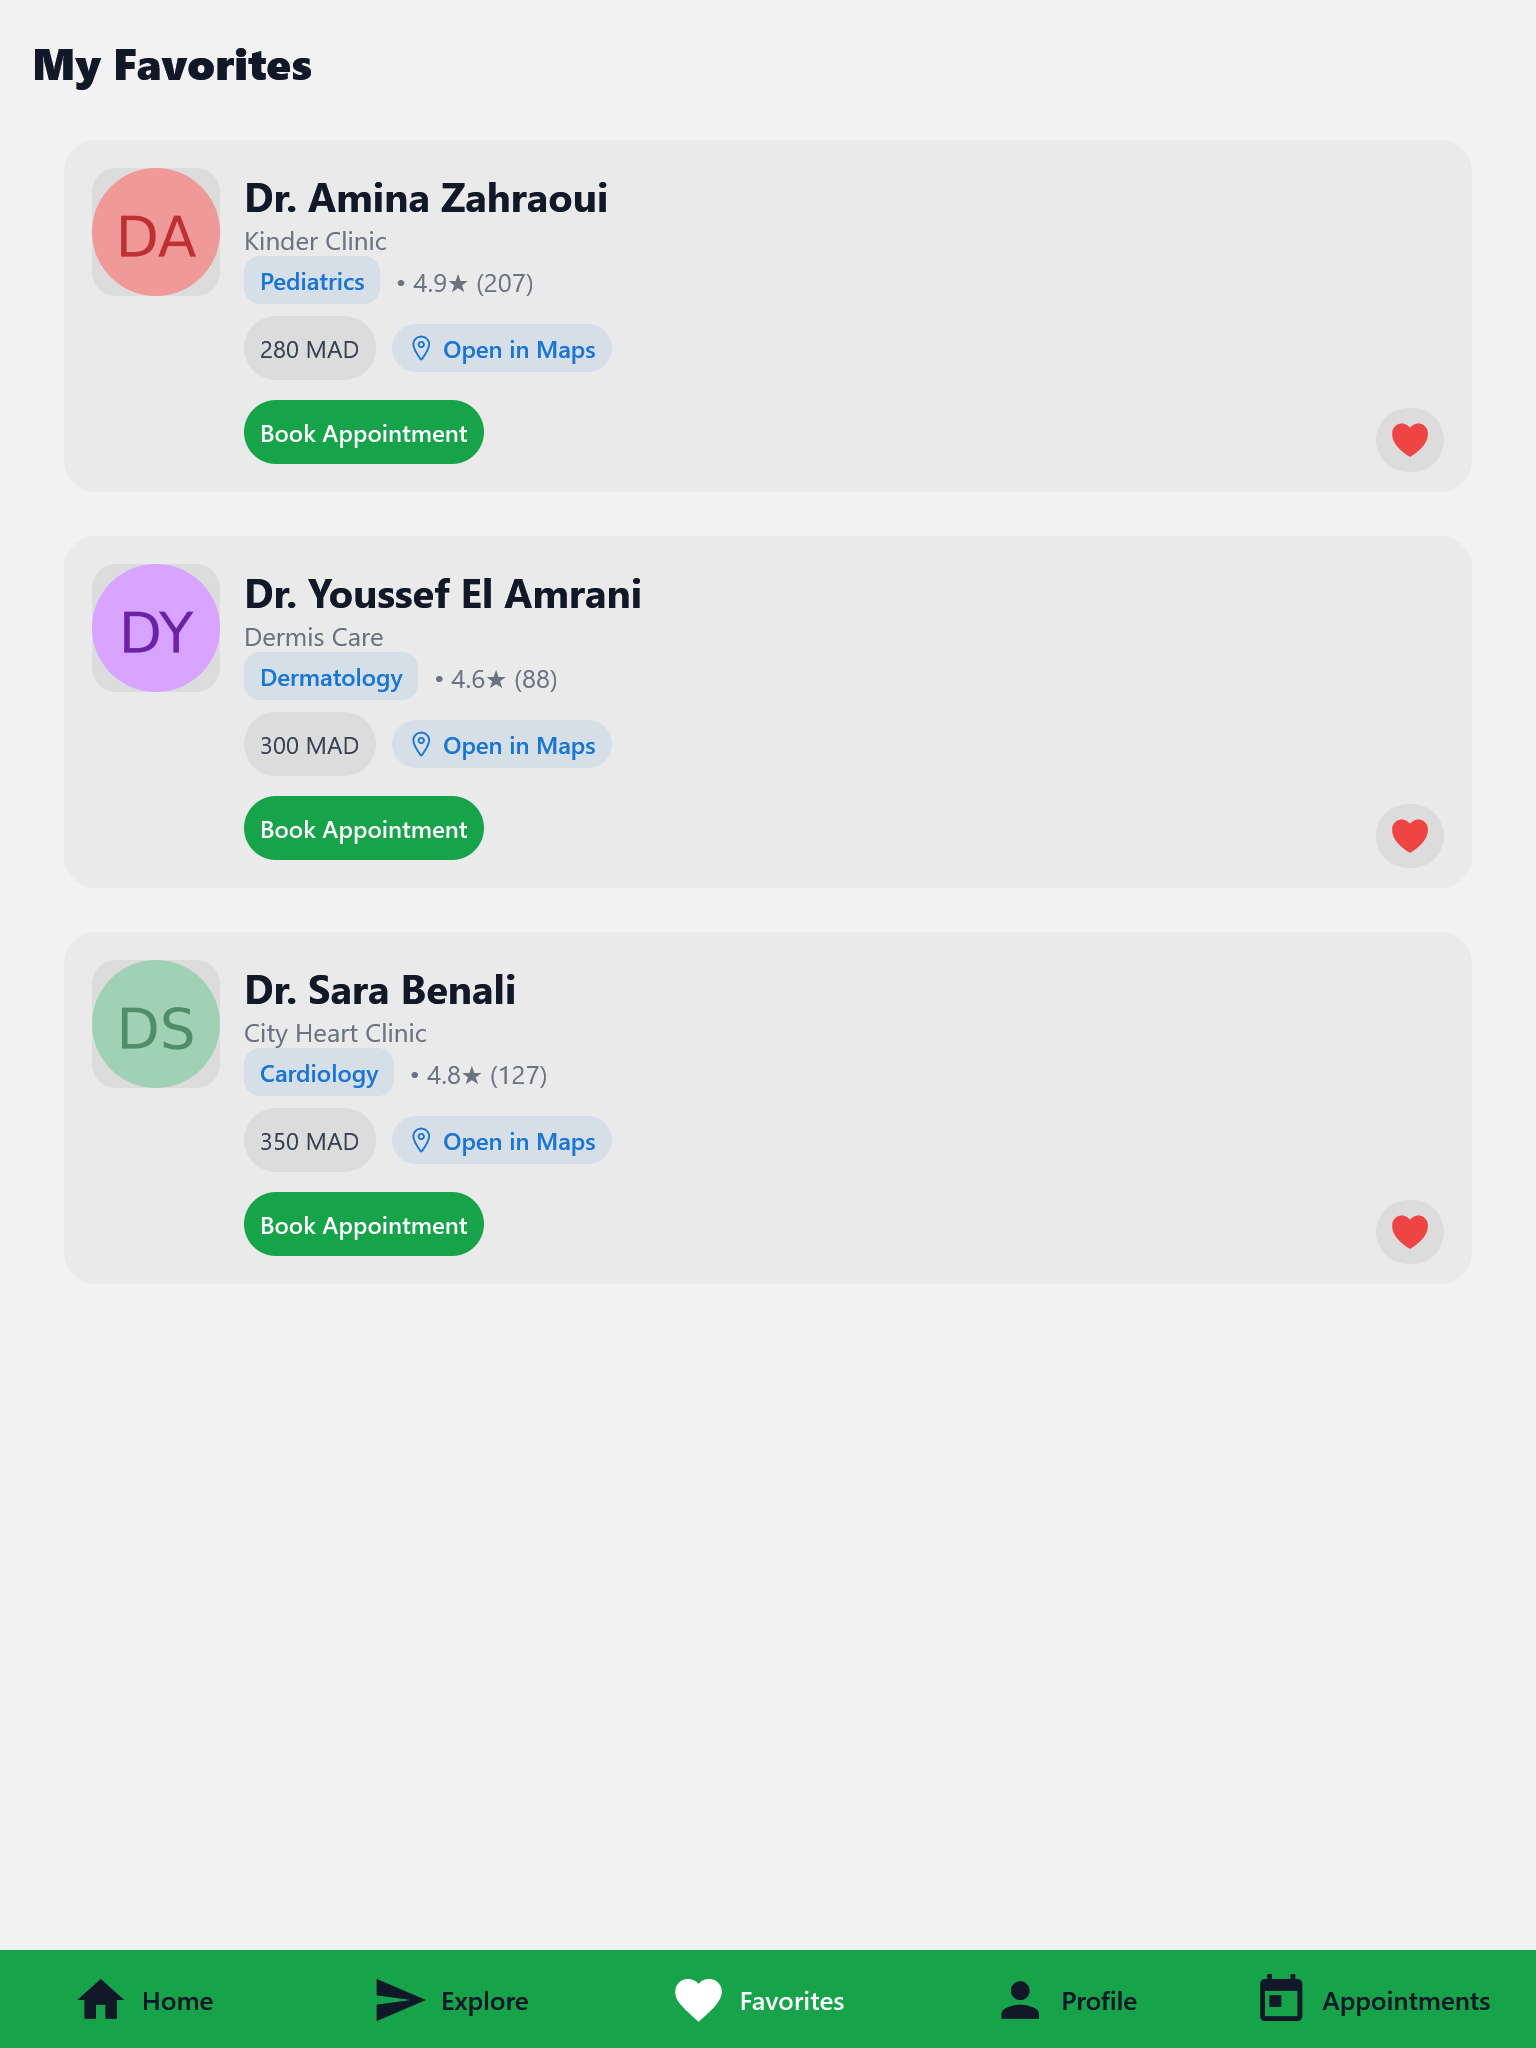 My Favorites
DA
Dr. Amina Zahraoui
Kinder Clinic
Pediatrics • 4.9★ (207)
280 MAD Open in Maps
Book Appointment
DY
Dr. Youssef El Amrani
Dermis Care
Dermatology • 4.6★ (88)
300 MAD Open in Maps
Book Appointment
DS
Dr. Sara Benali
City Heart Clinic
Cardiology • 4.8★ (127)
350 MAD Open in Maps
Book Appointment
Home Explore Favorites Profile Appointments